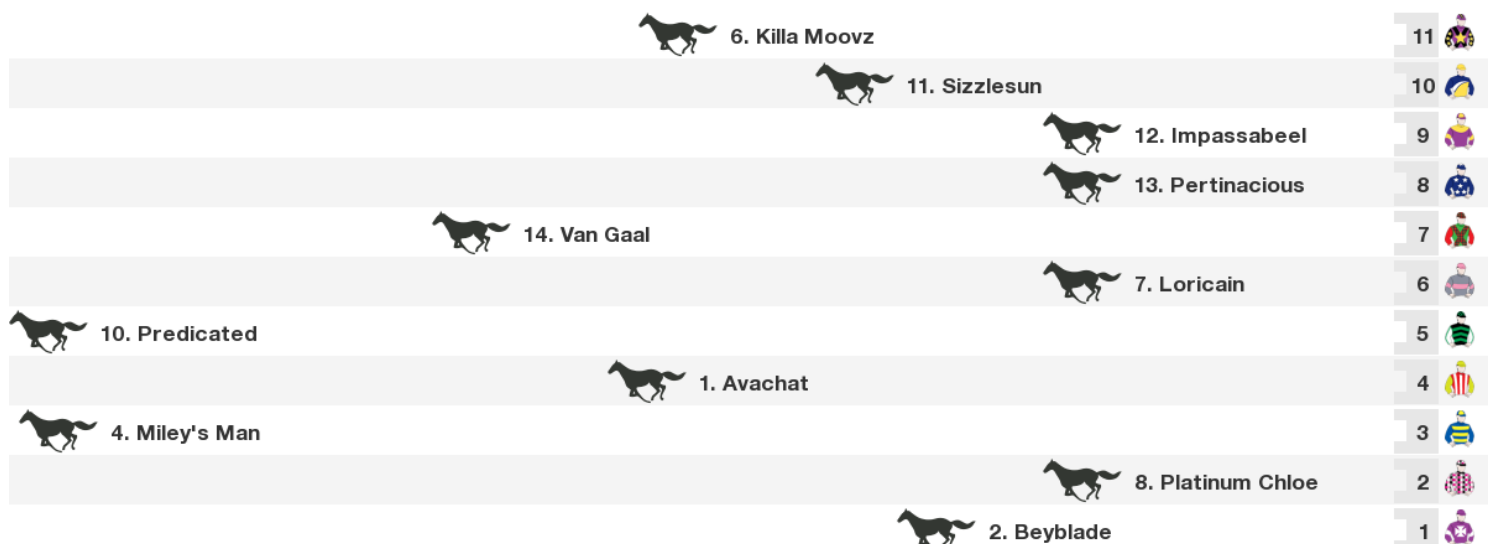 6. Killa Moovz 11
11. Sizzlesun 10
12. Impassabeel 9
13. Pertinacious 8
14. Van Gaal 7
7. Loricain 6
10. Predicated 5
1. Avachat 4
4. Miley's Man 3
8. Platinum Chloe 2
2. Beyblade 1